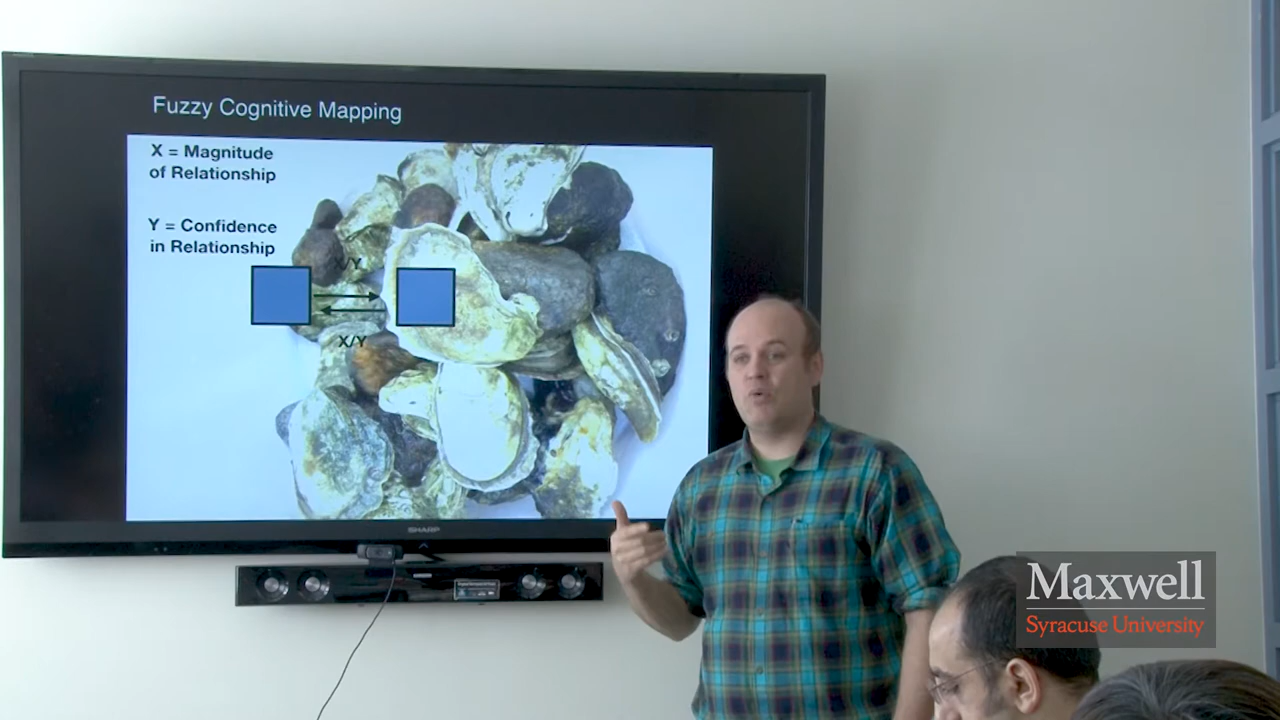 Fuzzy Cognitive Mapping
X = Magnitude
of Relationship
Y = Confidence
in Relationship
X/Y
X/Y
SHARP
Maxwell
Syracuse University